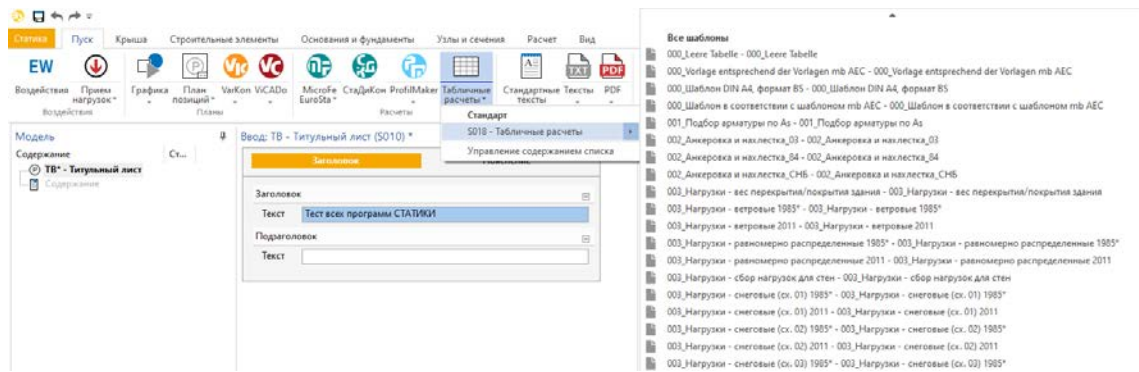 Статика Пуск Крыша Строительные элементы Основания и фундаменты Узлы и сечения Расчет Вид
EW P VK VC MF SG TXT PDF
Воздействия Прием нагрузок Графика План позиций VarKon ViCADo MicroFe EuroSta СтаДиКон ProfilMaker Табличные расчеты Стандартные тексты Тексты PDF
Воздействия Планы Расчеты
Стандарт
S018 - Табличные расчеты
Управление содержанием списка
Модель
Содержание Ст...
ТВ* - Титульный лист
Содержание
Ввод: ТВ - Титульный лист (S010) *
Заголовок Пояснение
Заголовок
Текст Тест всех программ СТАТИКИ
Подзаголовок
Текст
Все шаблоны
000_Leere Tabelle - 000_Leere Tabelle
000_Vorlage entsprechend der Vorlagen mb AEC - 000_Vorlage entsprechend der Vorlagen mb AEC
000_Шаблон DIN A4, формат BS - 000_Шаблон DIN A4, формат BS
000_Шаблон в соответствии с шаблоном mb AEC - 000_Шаблон в соответствии с шаблоном mb AEC
001_Подбор арматуры по As - 001_Подбор арматуры по As
002_Анкеровка и нахлестка_03 - 002_Анкеровка и нахлестка_03
002_Анкеровка и нахлестка_84 - 002_Анкеровка и нахлестка_84
002_Анкеровка и нахлестка_СНБ - 002_Анкеровка и нахлестка_СНБ
003_Нагрузки - вес перекрытия/покрытия здания - 003_Нагрузки - вес перекрытия/покрытия здания
003_Нагрузки - ветровые 1985* - 003_Нагрузки - ветровые 1985*
003_Нагрузки - ветровые 2011 - 003_Нагрузки - ветровые 2011
003_Нагрузки - равномерно распределенные 1985* - 003_Нагрузки - равномерно распределенные 1985*
003_Нагрузки - равномерно распределенные 2011 - 003_Нагрузки - равномерно распределенные 2011
003_Нагрузки - сбор нагрузок для стен - 003_Нагрузки - сбор нагрузок для стен
003_Нагрузки - снеговые (сх. 01) 1985* - 003_Нагрузки - снеговые (сх. 01) 1985*
003_Нагрузки - снеговые (сх. 01) 2011 - 003_Нагрузки - снеговые (сх. 01) 2011
003_Нагрузки - снеговые (сх. 02) 1985* - 003_Нагрузки - снеговые (сх. 02) 1985*
003_Нагрузки - снеговые (сх. 02) 2011 - 003_Нагрузки - снеговые (сх. 02) 2011
003_Нагрузки - снеговые (сх. 03) 1985* - 003_Нагрузки - снеговые (сх. 03) 1985*